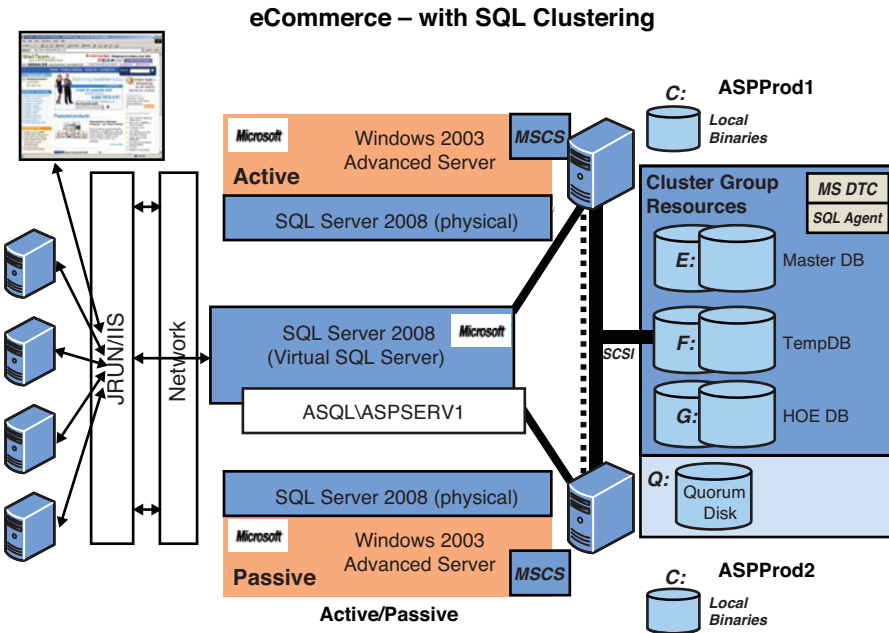 eCommerce – with SQL Clustering
Featured products
Microsoft
Windows 2003
Advanced Server
MSCS
Active
SQL Server 2008 (physical)
C:
ASPProd1
Local
Binaries
Cluster Group
Resources
MS DTC
SQL Agent
E:
Master DB
F:
TempDB
G:
HOE DB
SCSI
Q:
Quorum
Disk
JRUN/IIS
Network
SQL Server 2008
(Virtual SQL Server)
Microsoft
ASQL\ASPSERV1
SQL Server 2008 (physical)
Microsoft
Windows 2003
Advanced Server
Passive
MSCS
Active/Passive
C:
ASPProd2
Local
Binaries